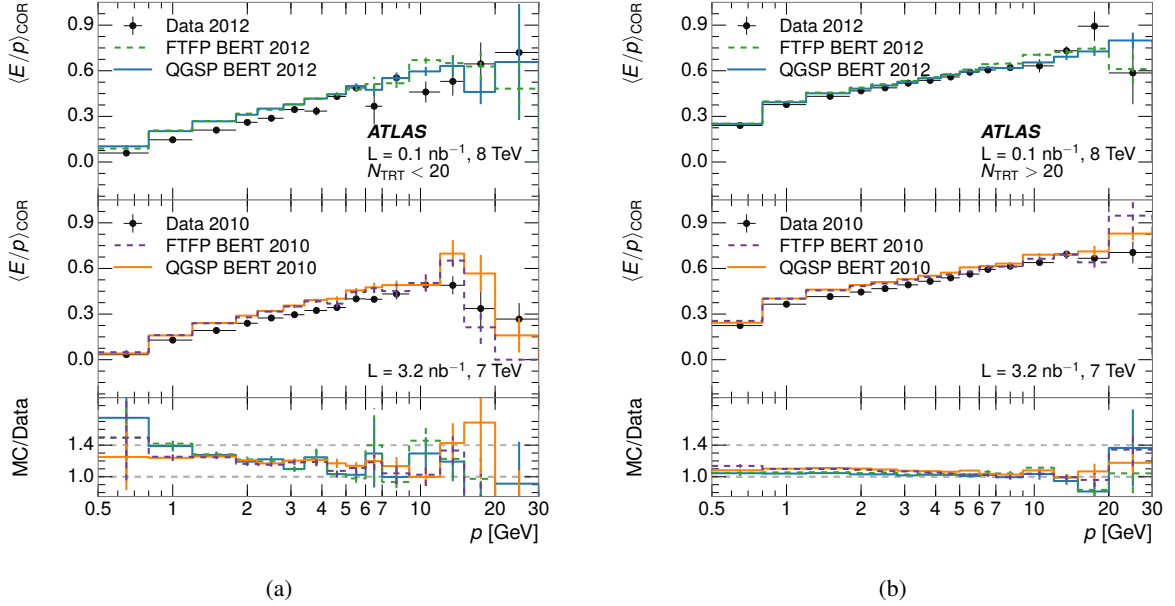 ⟨E/p⟩COR
0.9
0.6
0.3
0.0
Data 2012
FTFP BERT 2012
QGSP BERT 2012
ATLAS
L = 0.1 nb⁻¹, 8 TeV
N_TRT < 20
⟨E/p⟩COR
0.9
0.6
0.3
0.0
Data 2010
FTFP BERT 2010
QGSP BERT 2010
L = 3.2 nb⁻¹, 7 TeV
MC/Data
1.4
1.0
0.5 1 2 3 4 5 6 7 10 20 30
p [GeV]
(a)
⟨E/p⟩COR
0.9
0.6
0.3
0.0
Data 2012
FTFP BERT 2012
QGSP BERT 2012
ATLAS
L = 0.1 nb⁻¹, 8 TeV
N_TRT > 20
⟨E/p⟩COR
0.9
0.6
0.3
0.0
Data 2010
FTFP BERT 2010
QGSP BERT 2010
L = 3.2 nb⁻¹, 7 TeV
MC/Data
1.4
1.0
0.5 1 2 3 4 5 6 7 10 20 30
p [GeV]
(b)